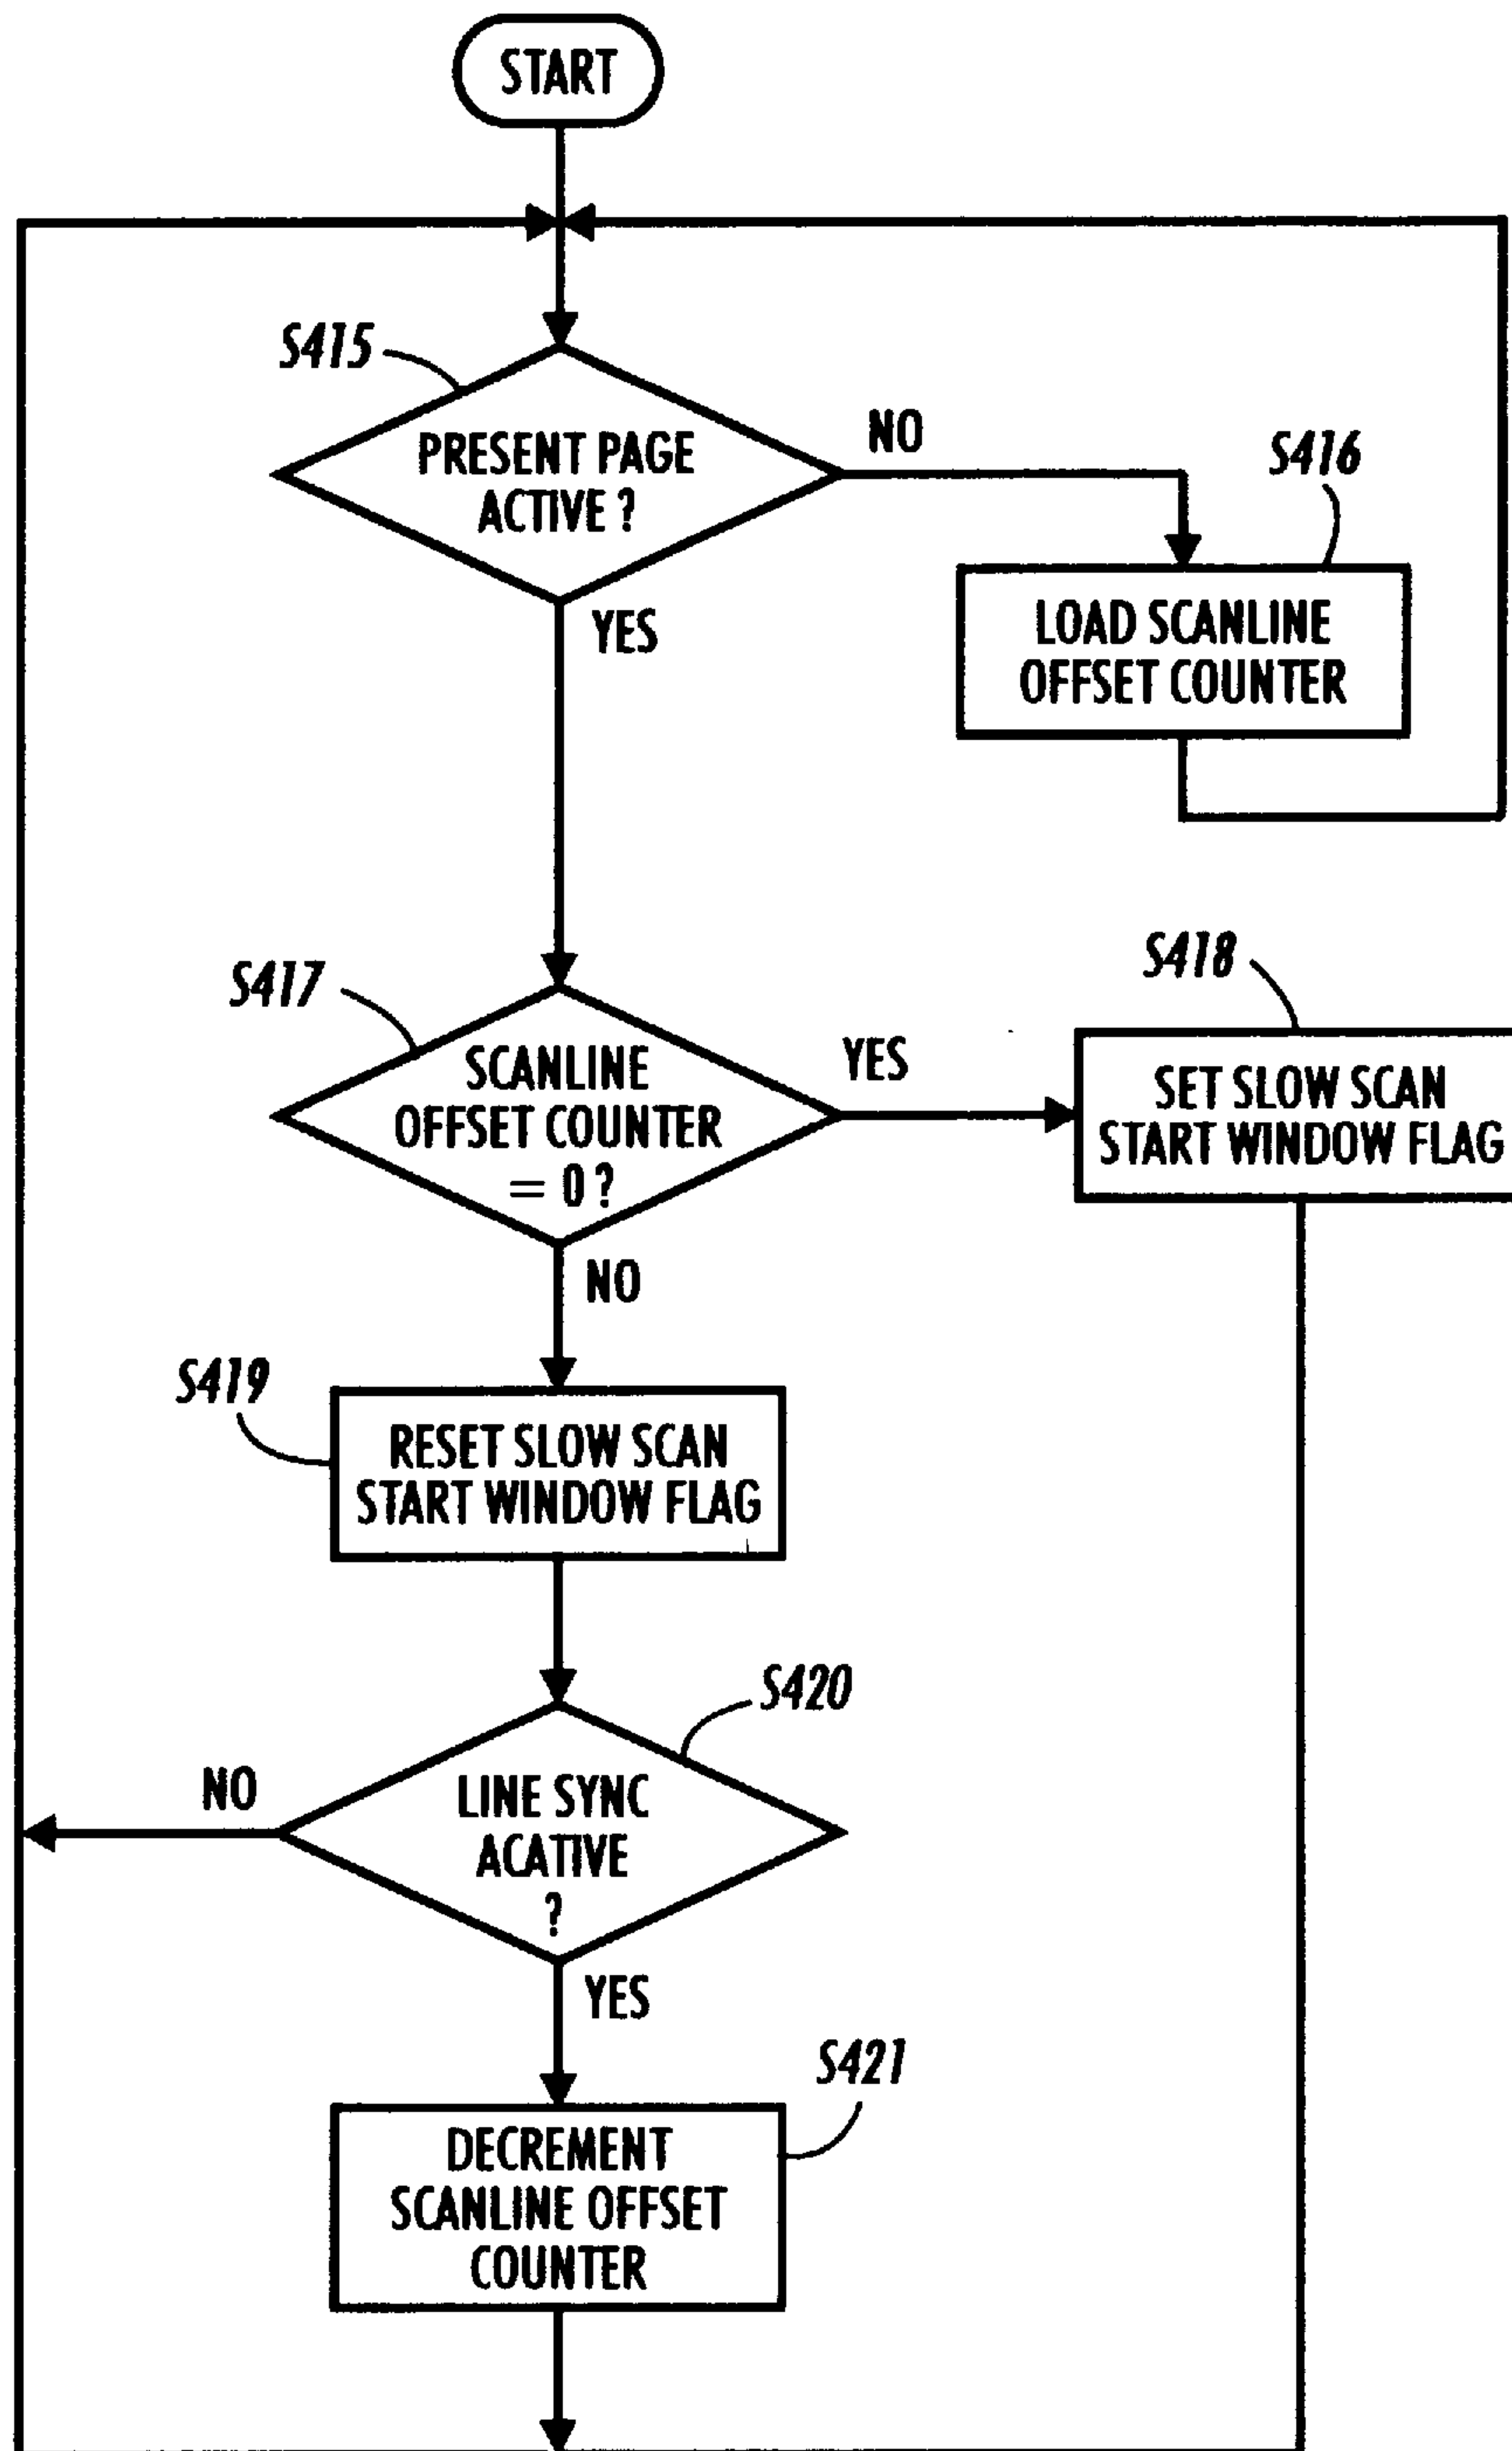 START
S415
PRESENT PAGE
ACTIVE ?
NO
S416
LOAD SCANLINE
OFFSET COUNTER
YES
S417
SCANLINE
OFFSET COUNTER
= 0 ?
YES
S418
SET SLOW SCAN
START WINDOW FLAG
NO
S419
RESET SLOW SCAN
START WINDOW FLAG
S420
LINE SYNC
ACATIVE
?
NO
YES
S421
DECREMENT
SCANLINE OFFSET
COUNTER